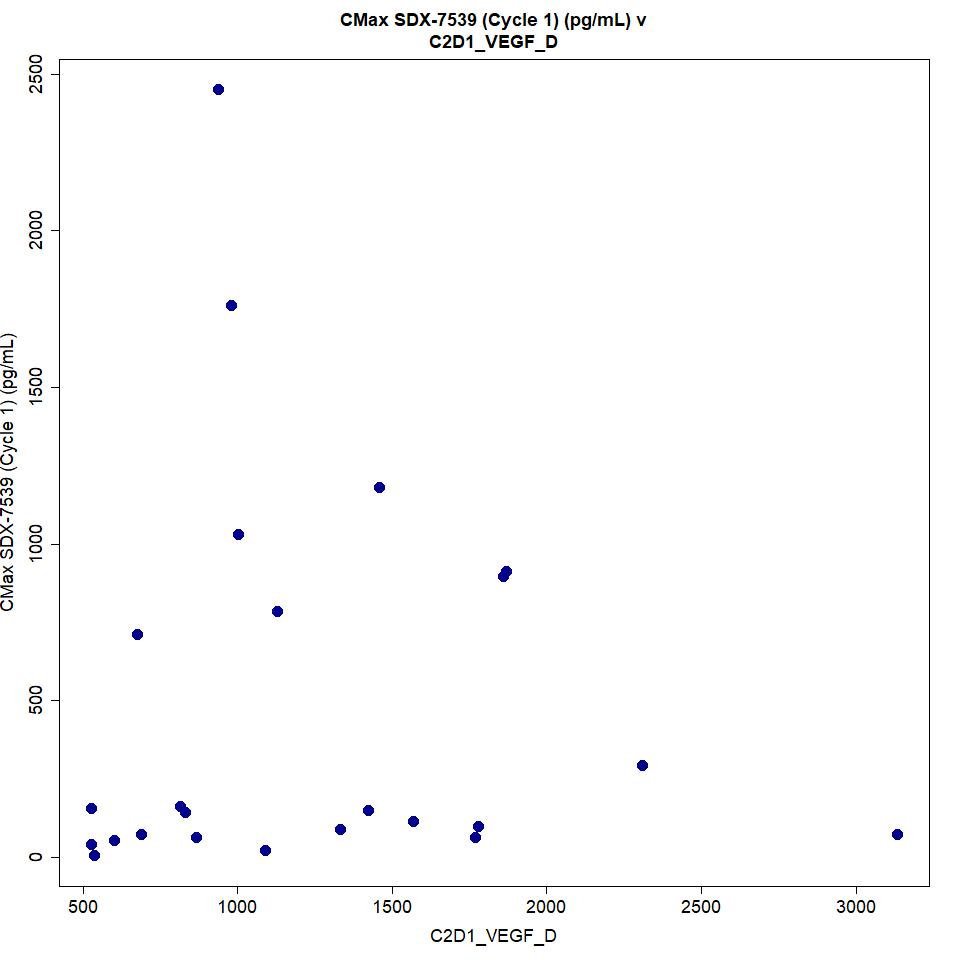 CMax SDX-7539 (Cycle 1) (pg/mL) v
C2D1_VEGF_D
2500
2000
1500
1000
500
0
CMax SDX-7539 (Cycle 1) (pg/mL)
500 1000 1500 2000 2500 3000
C2D1_VEGF_D